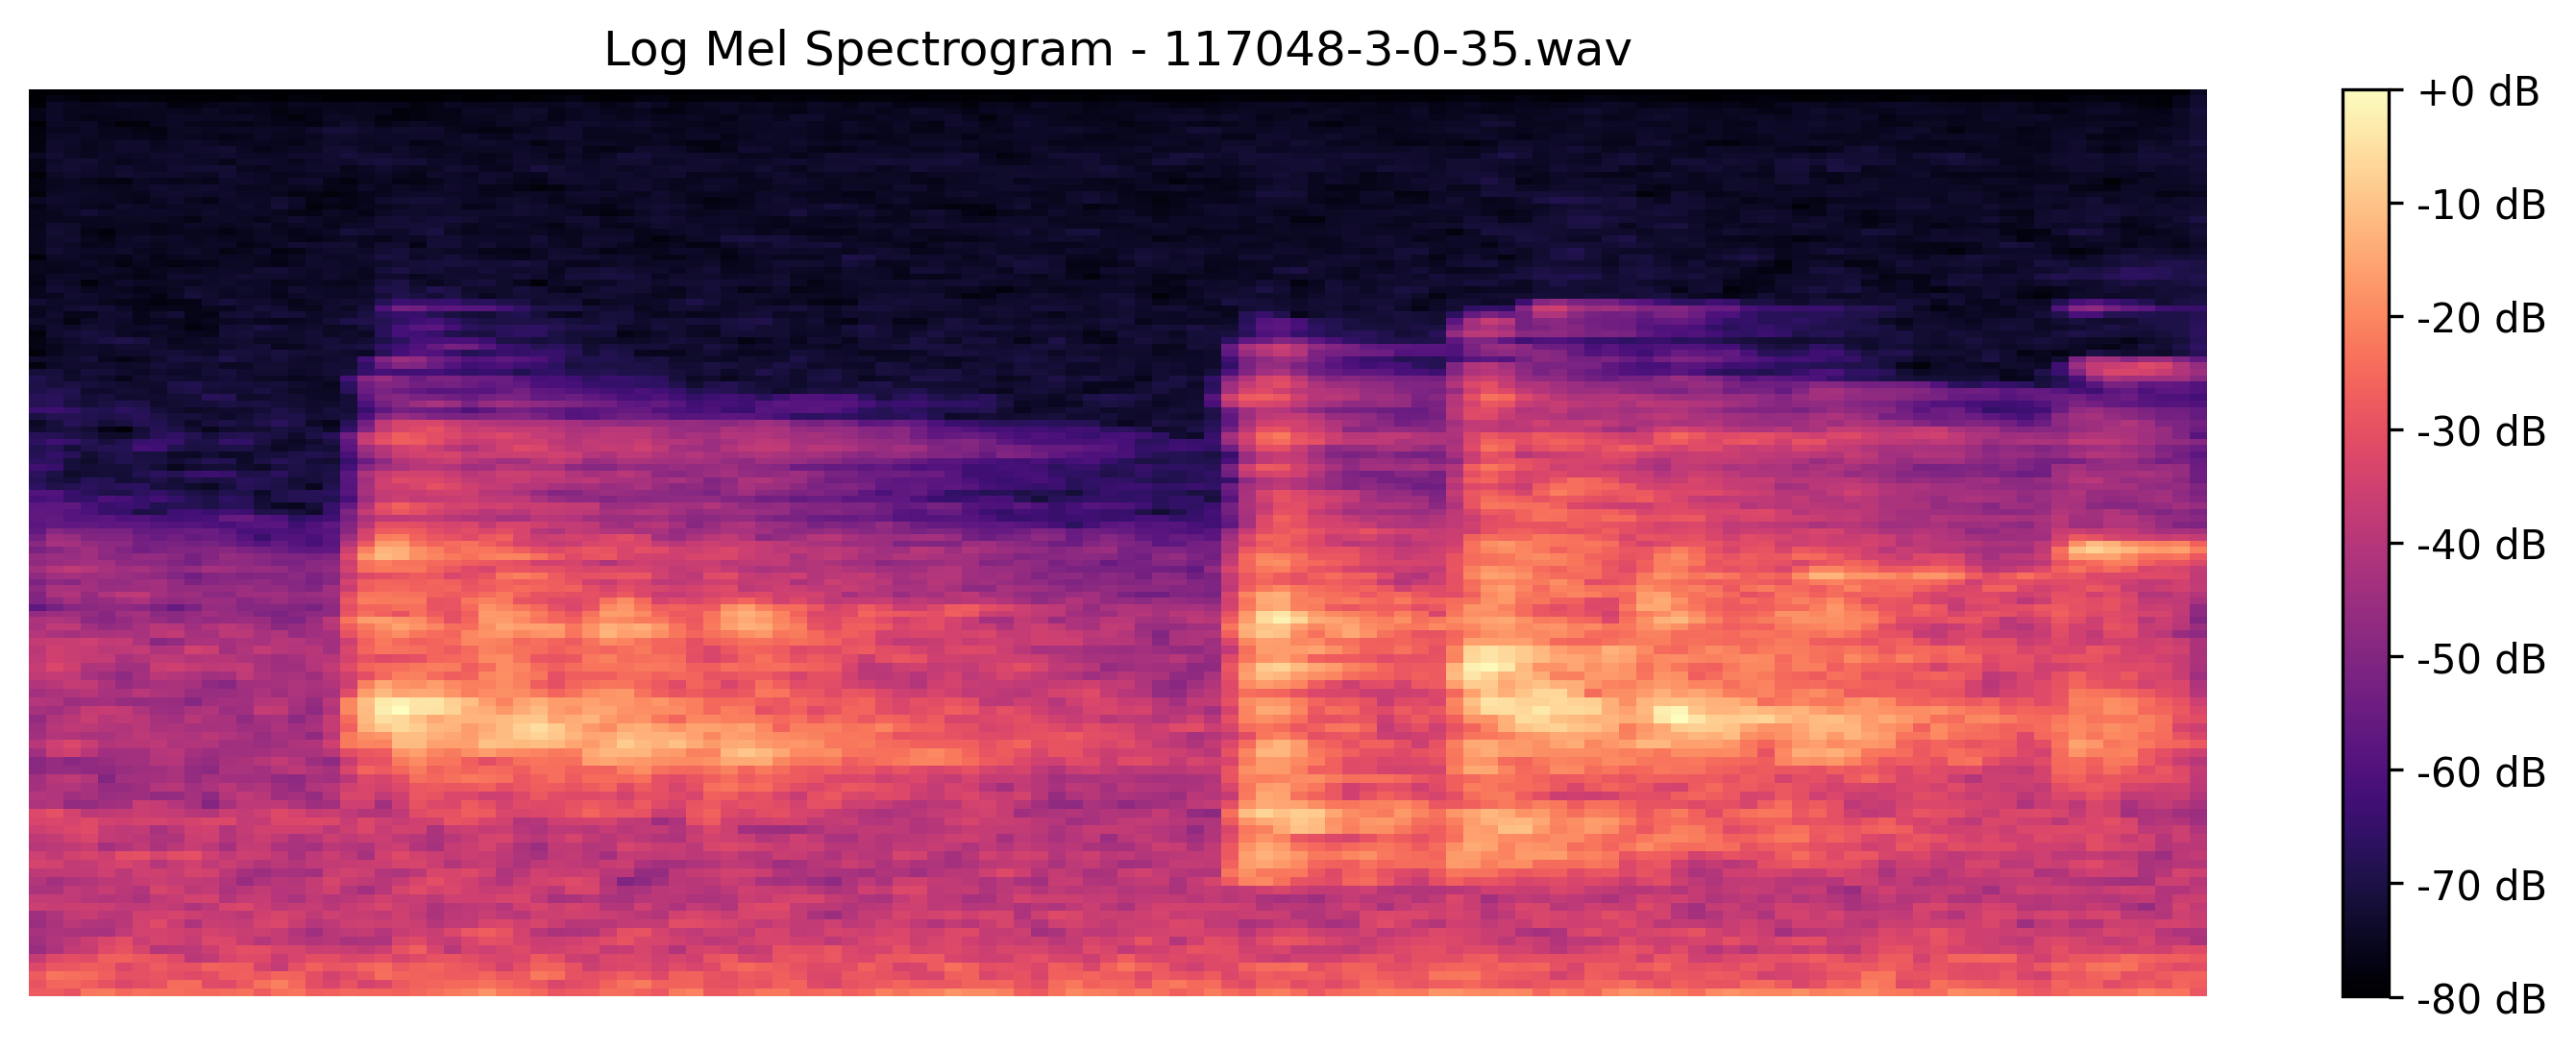 Log Mel Spectrogram - 117048-3-0-35.wav
+0 dB
-10 dB
-20 dB
-30 dB
-40 dB
-50 dB
-60 dB
-70 dB
-80 dB